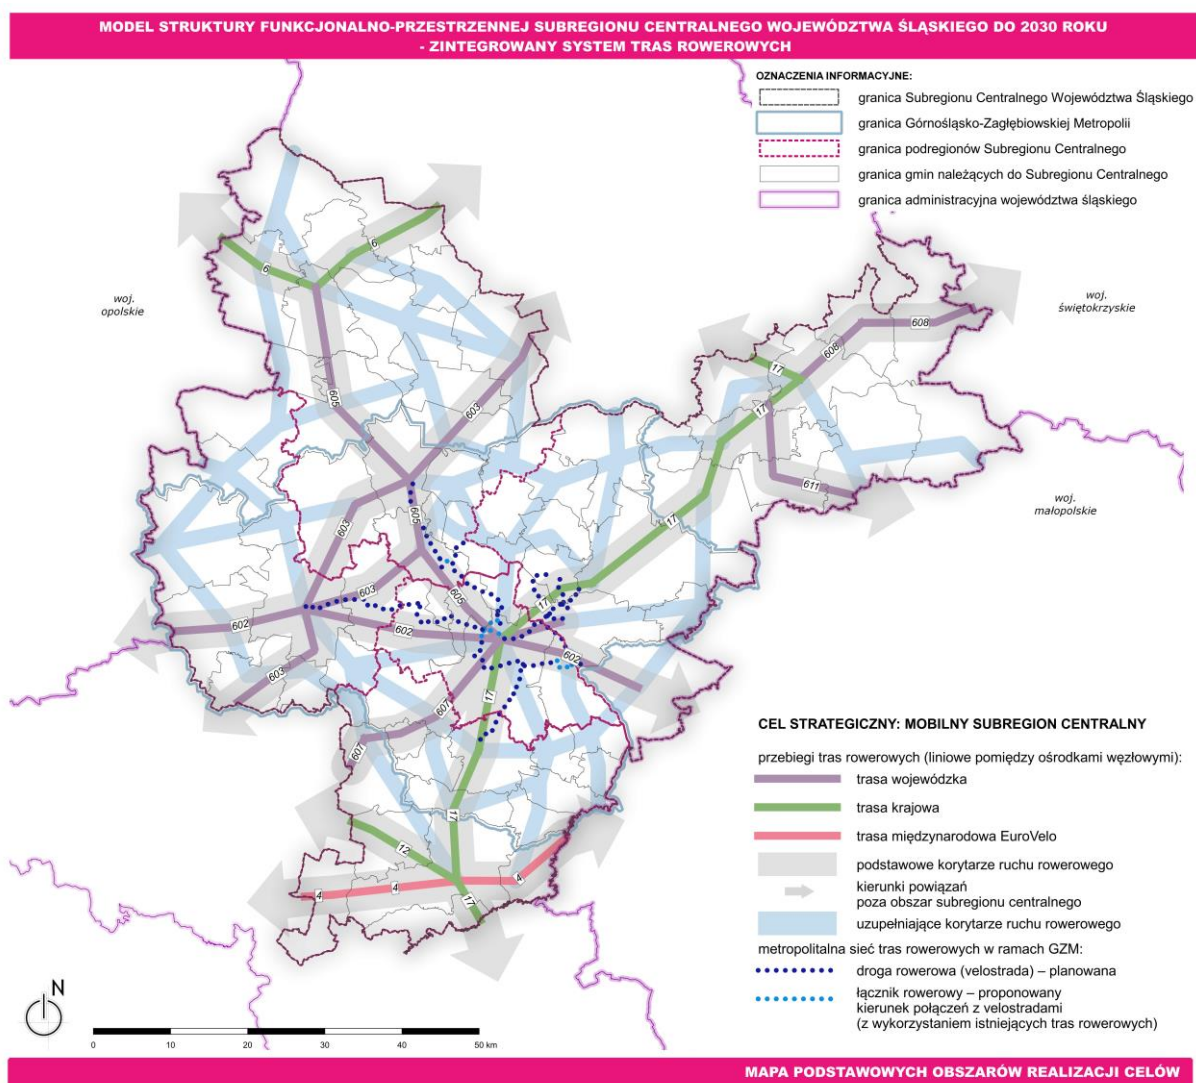 MODEL STRUKTURY FUNKCJONALNO-PRZESTRZENNEJ SUBREGIONU CENTRALNEGO WOJEWÓDZTWA ŚLĄSKIEGO DO 2030 ROKU
- ZINTEGROWANY SYSTEM TRAS ROWEROWYCH
OZNACZENIA INFORMACYJNE:
granica Subregionu Centralnego Województwa Śląskiego
granica Górnośląsko-Zagłębiowskiej Metropolii
granica podregionów Subregionu Centralnego
granica gmin należących do Subregionu Centralnego
granica administracyjna województwa śląskiego
woj.
opolskie
woj.
świętokrzyskie
woj.
małopolskie
6
6
605
603
608
608
17
17
611
603
605
17
603
605
17
602
602
602
603
607
17
607
17
12
4
4
4
17
CEL STRATEGICZNY: MOBILNY SUBREGION CENTRALNY
przebiegi tras rowerowych (liniowe pomiędzy ośrodkami węzłowymi):
trasa wojewódzka
trasa krajowa
trasa międzynarodowa EuroVelo
podstawowe korytarze ruchu rowerowego
kierunki powiązań
poza obszar subregionu centralnego
uzupełniające korytarze ruchu rowerowego
metropolitalna sieć tras rowerowych w ramach GZM:
droga rowerowa (velostrada) – planowana
łącznik rowerowy – proponowany
kierunek połączeń z velostradami
(z wykorzystaniem istniejących tras rowerowych)
N
0 10 20 30 40 50 km
MAPA PODSTAWOWYCH OBSZARÓW REALIZACJI CELÓW